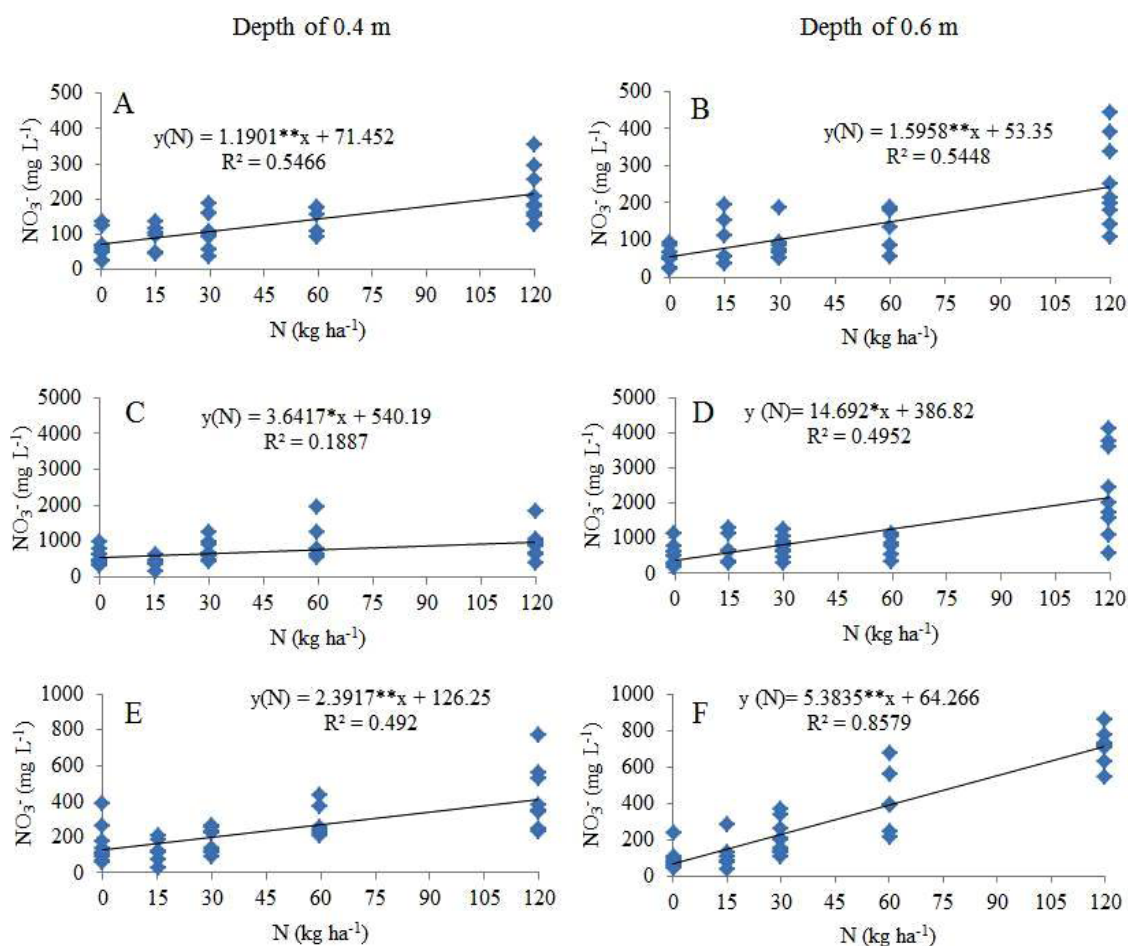 Depth of 0.4 m
Depth of 0.6 m
A
y(N) = 1.1901**x + 71.452
R² = 0.5466
NO₃⁻ (mg L⁻¹)
500
400
300
200
100
0
0 15 30 45 60 75 90 105 120
N (kg ha⁻¹)
B
y(N) = 1.5958**x + 53.35
R² = 0.5448
NO₃⁻ (mg L⁻¹)
500
400
300
200
100
0
0 15 30 45 60 75 90 105 120
N (kg ha⁻¹)
C
y(N) = 3.6417*x + 540.19
R² = 0.1887
NO₃⁻ (mg L⁻¹)
5000
4000
3000
2000
1000
0
0 15 30 45 60 75 90 105 120
N (kg ha⁻¹)
D
y (N)= 14.692*x + 386.82
R² = 0.4952
NO₃⁻ (mg L⁻¹)
5000
4000
3000
2000
1000
0
0 15 30 45 60 75 90 105 120
N (kg ha⁻¹)
E
y(N) = 2.3917**x + 126.25
R² = 0.492
NO₃⁻ (mg L⁻¹)
1000
800
600
400
200
0
0 15 30 45 60 75 90 105 120
N (kg ha⁻¹)
F
y (N)= 5.3835**x + 64.266
R² = 0.8579
NO₃⁻ (mg L⁻¹)
1000
800
600
400
200
0
0 15 30 45 60 75 90 105 120
N (kg ha⁻¹)